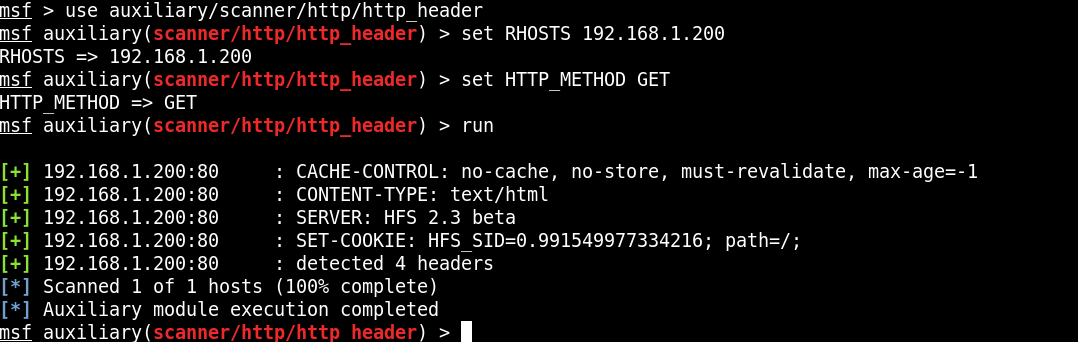 msf > use auxiliary/scanner/http/http_header
msf auxiliary(scanner/http/http_header) > set RHOSTS 192.168.1.200
RHOSTS => 192.168.1.200
msf auxiliary(scanner/http/http_header) > set HTTP_METHOD GET
HTTP_METHOD => GET
msf auxiliary(scanner/http/http_header) > run
[+] 192.168.1.200:80     : CACHE-CONTROL: no-cache, no-store, must-revalidate, max-age=-1
[+] 192.168.1.200:80     : CONTENT-TYPE: text/html
[+] 192.168.1.200:80     : SERVER: HFS 2.3 beta
[+] 192.168.1.200:80     : SET-COOKIE: HFS_SID=0.991549977334216; path=/;
[+] 192.168.1.200:80     : detected 4 headers
[*] Scanned 1 of 1 hosts (100% complete)
[*] Auxiliary module execution completed
msf auxiliary(scanner/http/http_header) >